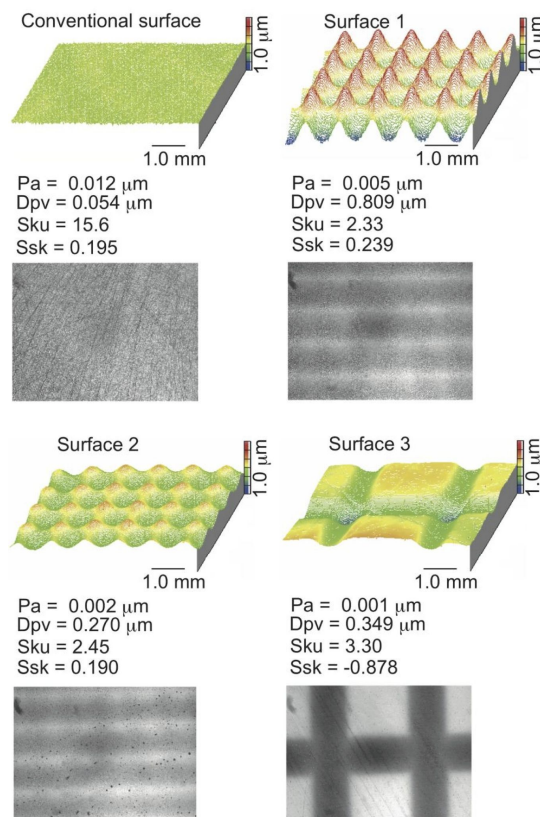 Conventional surface
1.0 µm
1.0 mm
Pa = 0.012 µm
Dpv = 0.054 µm
Sku = 15.6
Ssk = 0.195
Surface 1
1.0 µm
1.0 mm
Pa = 0.005 µm
Dpv = 0.809 µm
Sku = 2.33
Ssk = 0.239
Surface 2
1.0 µm
1.0 mm
Pa = 0.002 µm
Dpv = 0.270 µm
Sku = 2.45
Ssk = 0.190
Surface 3
1.0 µm
1.0 mm
Pa = 0.001 µm
Dpv = 0.349 µm
Sku = 3.30
Ssk = -0.878